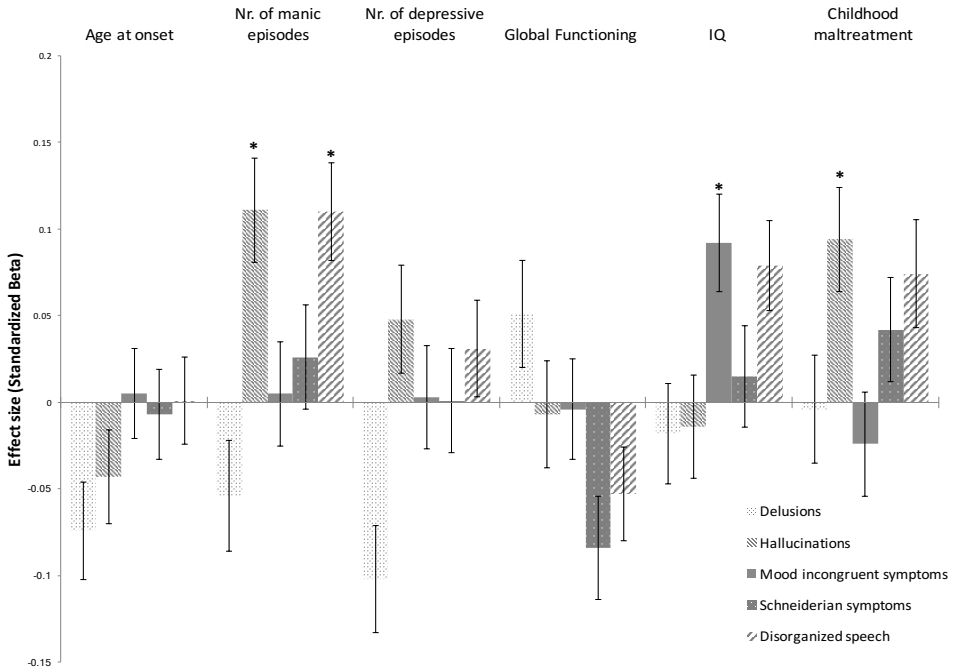 Age at onset
Nr. of manic
episodes
Nr. of depressive
episodes
Global Functioning
IQ
Childhood
maltreatment
Effect size (Standardized Beta)
0.2
0.15
0.1
0.05
0
-0.05
-0.1
-0.15
*
*
*
*
Delusions
Hallucinations
Mood incongruent symptoms
Schneiderian symptoms
Disorganized speech